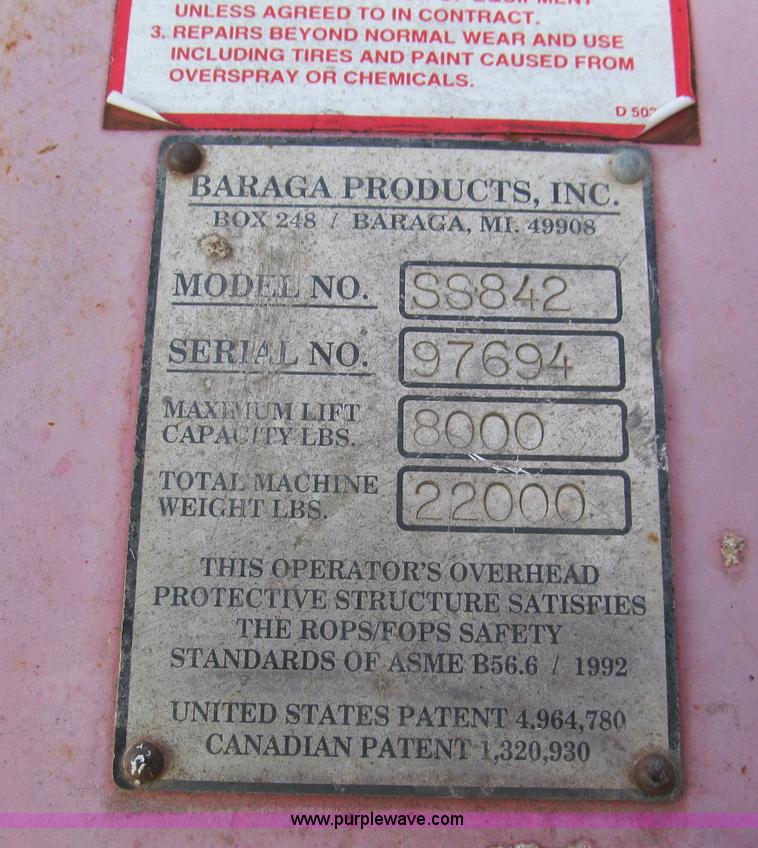 UNLESS AGREED TO IN CONTRACT.
3. REPAIRS BEYOND NORMAL WEAR AND USE
INCLUDING TIRES AND PAINT CAUSED FROM
OVERSPRAY OR CHEMICALS.
D 502
BARAGA PRODUCTS, INC.
BOX 248 / BARAGA, MI. 49908
MODEL NO. SS842
SERIAL NO. 97694
MAXIMUM LIFT
CAPACITY LBS. 8000
TOTAL MACHINE
WEIGHT LBS. 22000
THIS OPERATOR'S OVERHEAD
PROTECTIVE STRUCTURE SATISFIES
THE ROPS/FOPS SAFETY
STANDARDS OF ASME B56.6 / 1992
UNITED STATES PATENT 4,964,780
CANADIAN PATENT 1,320,930
www.purplewave.com